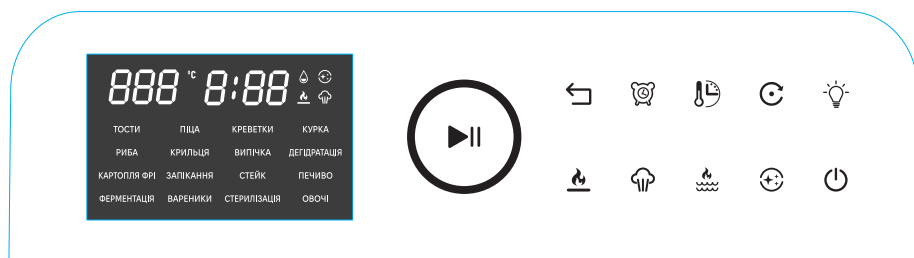 888 °C 8:88
ТОСТИ ПІЦА КРЕВЕТКИ КУРКА
РИБА КРИЛЬЦЯ ВИПІЧКА ДЕГІДРАТАЦІЯ
КАРТОПЛЯ ФРІ ЗАПІКАННЯ СТЕЙК ПЕЧИВО
ФЕРМЕНТАЦІЯ ВАРЕНИКИ СТЕРИЛІЗАЦІЯ ОВОЧІ